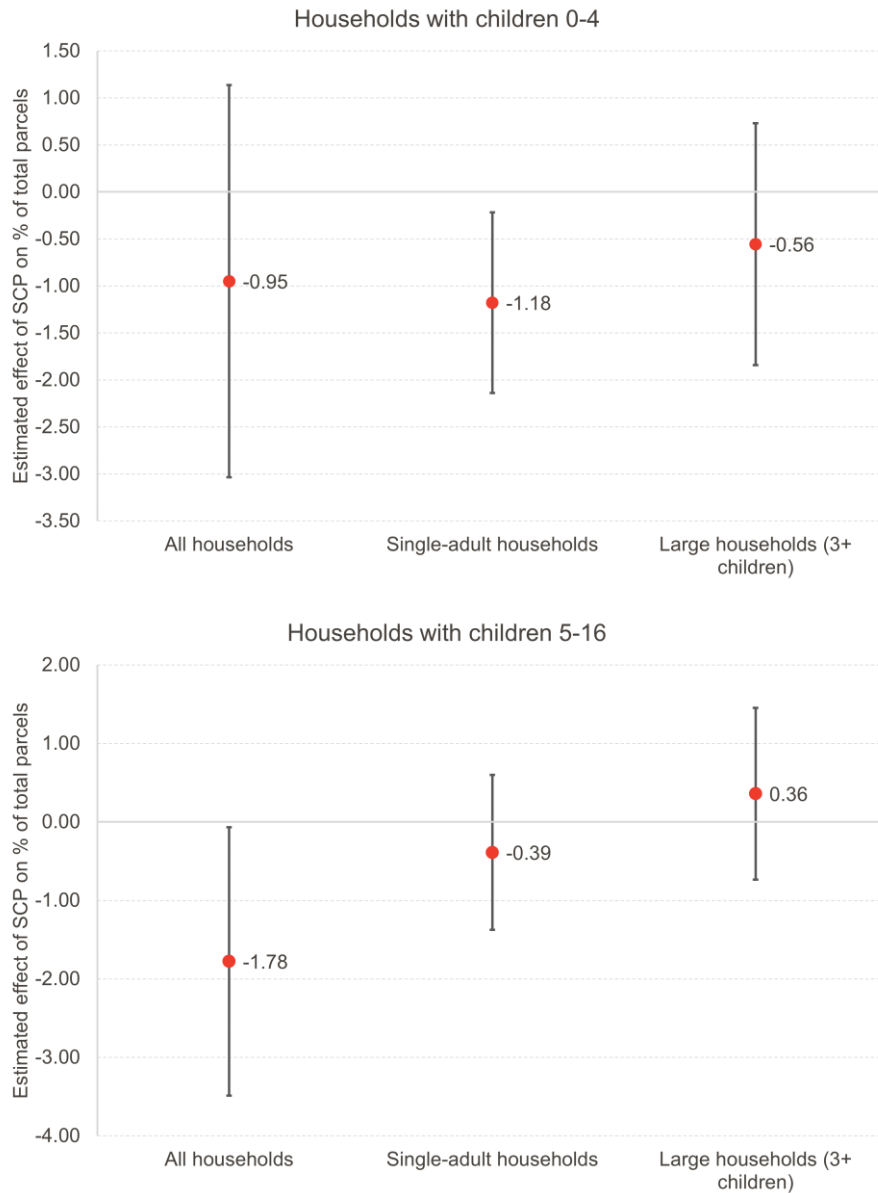 Households with children 0-4
Estimated effect of SCP on % of total parcels
1.50
1.00
0.50
0.00
-0.50
-1.00
-1.50
-2.00
-2.50
-3.00
-3.50
-0.95
-1.18
-0.56
All households
Single-adult households
Large households (3+
children)
Households with children 5-16
Estimated effect of SCP on % of total parcels
2.00
1.00
0.00
-1.00
-2.00
-3.00
-4.00
-1.78
-0.39
0.36
All households
Single-adult households
Large households (3+
children)